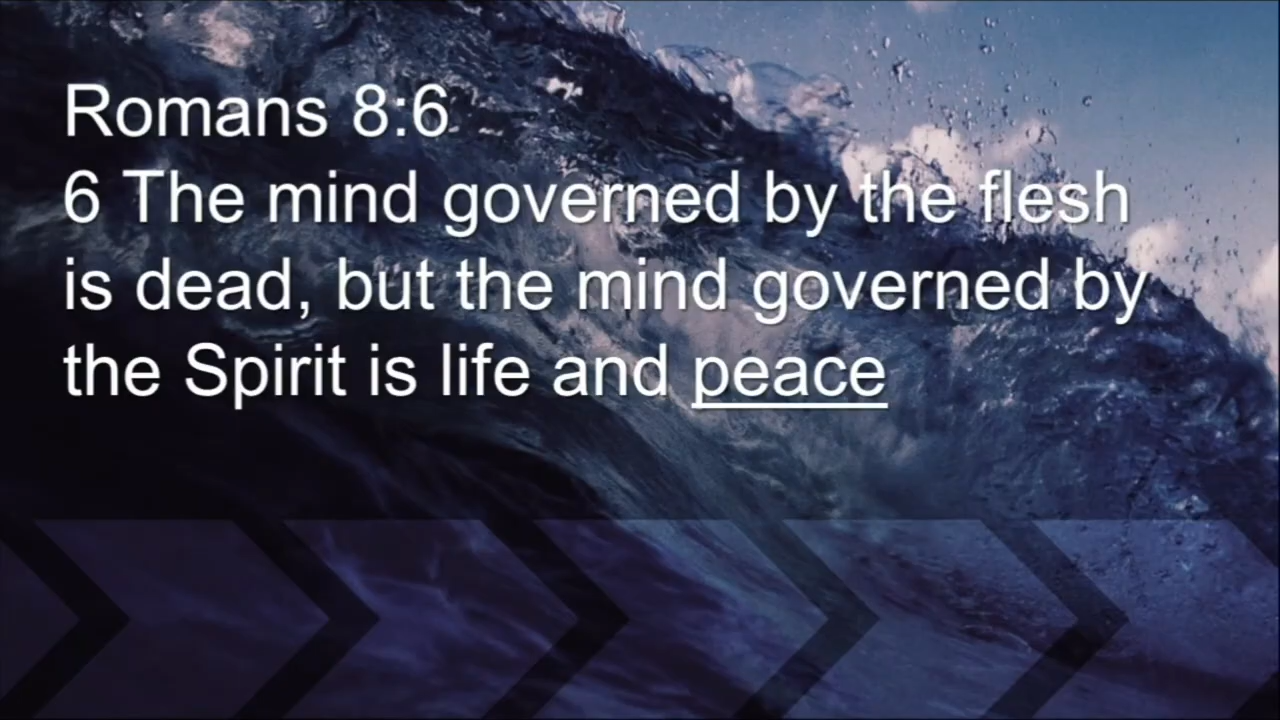 Romans 8:6
6 The mind governed by the flesh
is dead, but the mind governed by
the Spirit is life and peace